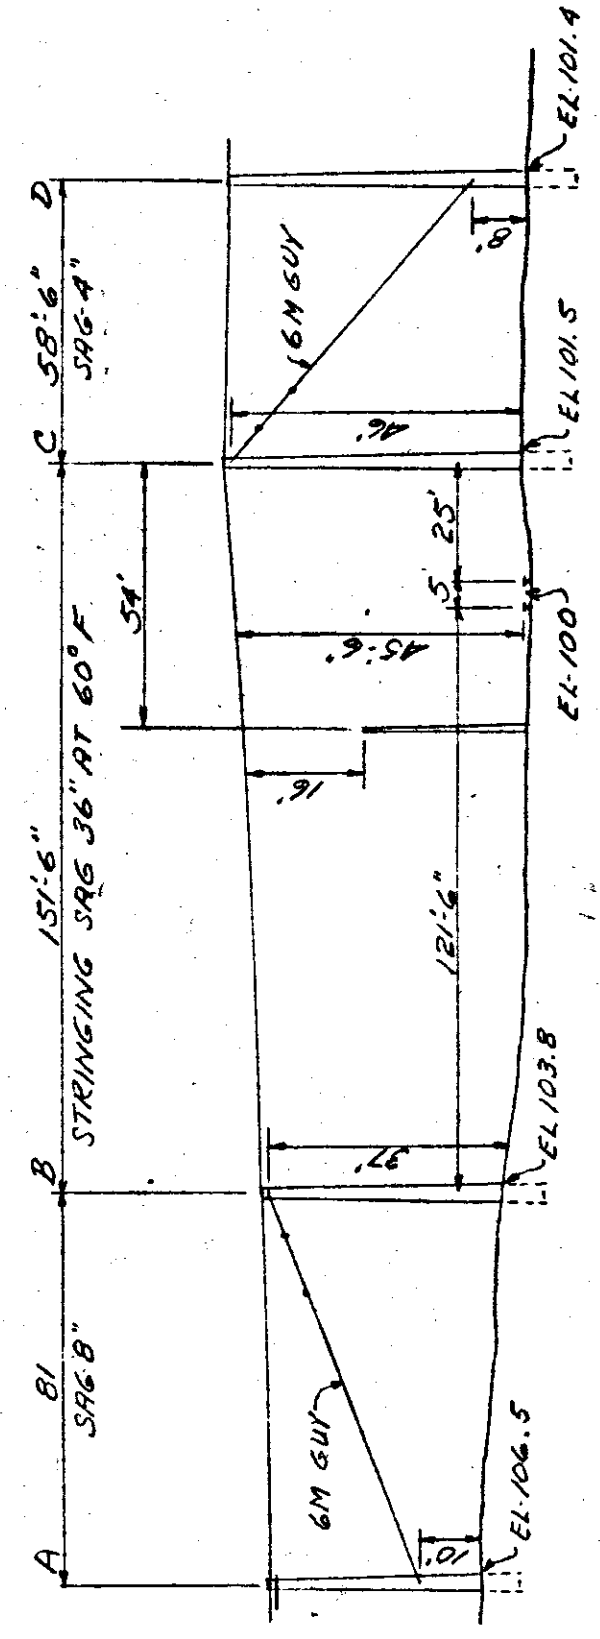 A 81 B 151'-6" C 58'-6" D
SAG-8"
STRINGING SAG 36" AT 60° F
SAG-4"
54'
6M GUY
16'
45'-6"
46'
6M GUY
10'
37'
121'-6"
5'
25'
8'
EL-106.5
EL 103.8
EL-100
EL 101.5
EL-101.4